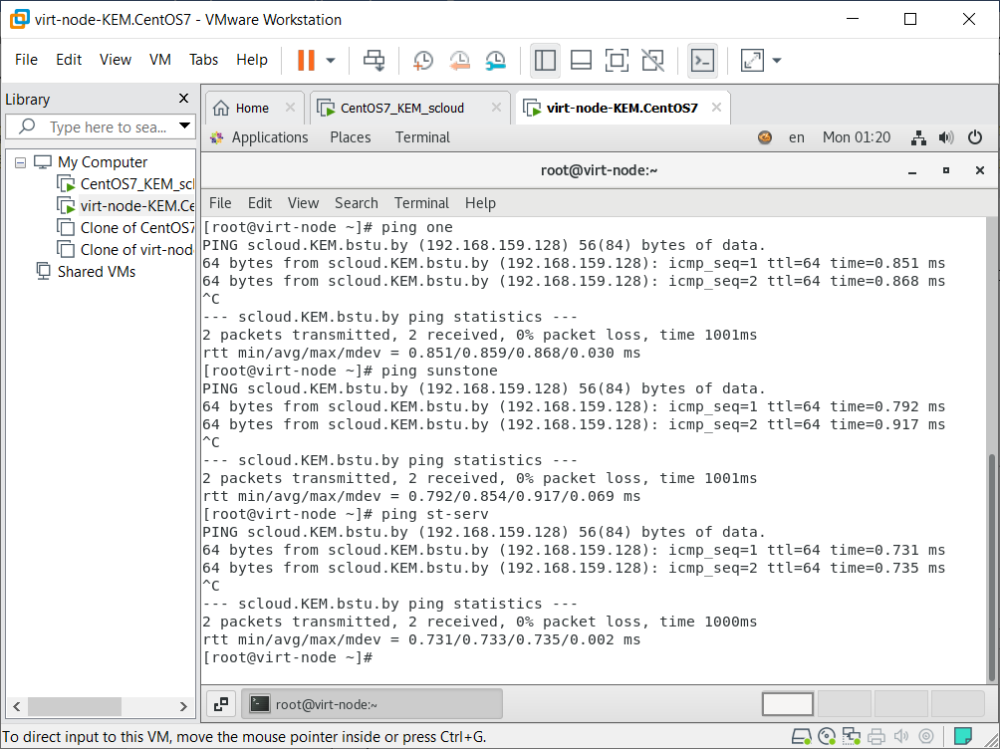 virt-node-KEM.CentOS7 - VMware Workstation
File Edit View VM Tabs Help
Library
Type here to sea...
My Computer
CentOS7_KEM_scl
virt-node-KEM.Ce
Clone of CentOS7
Clone of virt-nod
Shared VMs
Home CentOS7_KEM_scloud virt-node-KEM.CentOS7
Applications Places Terminal en Mon 01:20
root@virt-node:~
File Edit View Search Terminal Help
[root@virt-node ~]# ping one
PING scloud.KEM.bstu.by (192.168.159.128) 56(84) bytes of data.
64 bytes from scloud.KEM.bstu.by (192.168.159.128): icmp_seq=1 ttl=64 time=0.851 ms
64 bytes from scloud.KEM.bstu.by (192.168.159.128): icmp_seq=2 ttl=64 time=0.868 ms
^C
--- scloud.KEM.bstu.by ping statistics ---
2 packets transmitted, 2 received, 0% packet loss, time 1001ms
rtt min/avg/max/mdev = 0.851/0.859/0.868/0.030 ms
[root@virt-node ~]# ping sunstone
PING scloud.KEM.bstu.by (192.168.159.128) 56(84) bytes of data.
64 bytes from scloud.KEM.bstu.by (192.168.159.128): icmp_seq=1 ttl=64 time=0.792 ms
64 bytes from scloud.KEM.bstu.by (192.168.159.128): icmp_seq=2 ttl=64 time=0.917 ms
^C
--- scloud.KEM.bstu.by ping statistics ---
2 packets transmitted, 2 received, 0% packet loss, time 1001ms
rtt min/avg/max/mdev = 0.792/0.854/0.917/0.069 ms
[root@virt-node ~]# ping st-serv
PING scloud.KEM.bstu.by (192.168.159.128) 56(84) bytes of data.
64 bytes from scloud.KEM.bstu.by (192.168.159.128): icmp_seq=1 ttl=64 time=0.731 ms
64 bytes from scloud.KEM.bstu.by (192.168.159.128): icmp_seq=2 ttl=64 time=0.735 ms
^C
--- scloud.KEM.bstu.by ping statistics ---
2 packets transmitted, 2 received, 0% packet loss, time 1000ms
rtt min/avg/max/mdev = 0.731/0.733/0.735/0.002 ms
[root@virt-node ~]#
root@virt-node:~
To direct input to this VM, move the mouse pointer inside or press Ctrl+G.